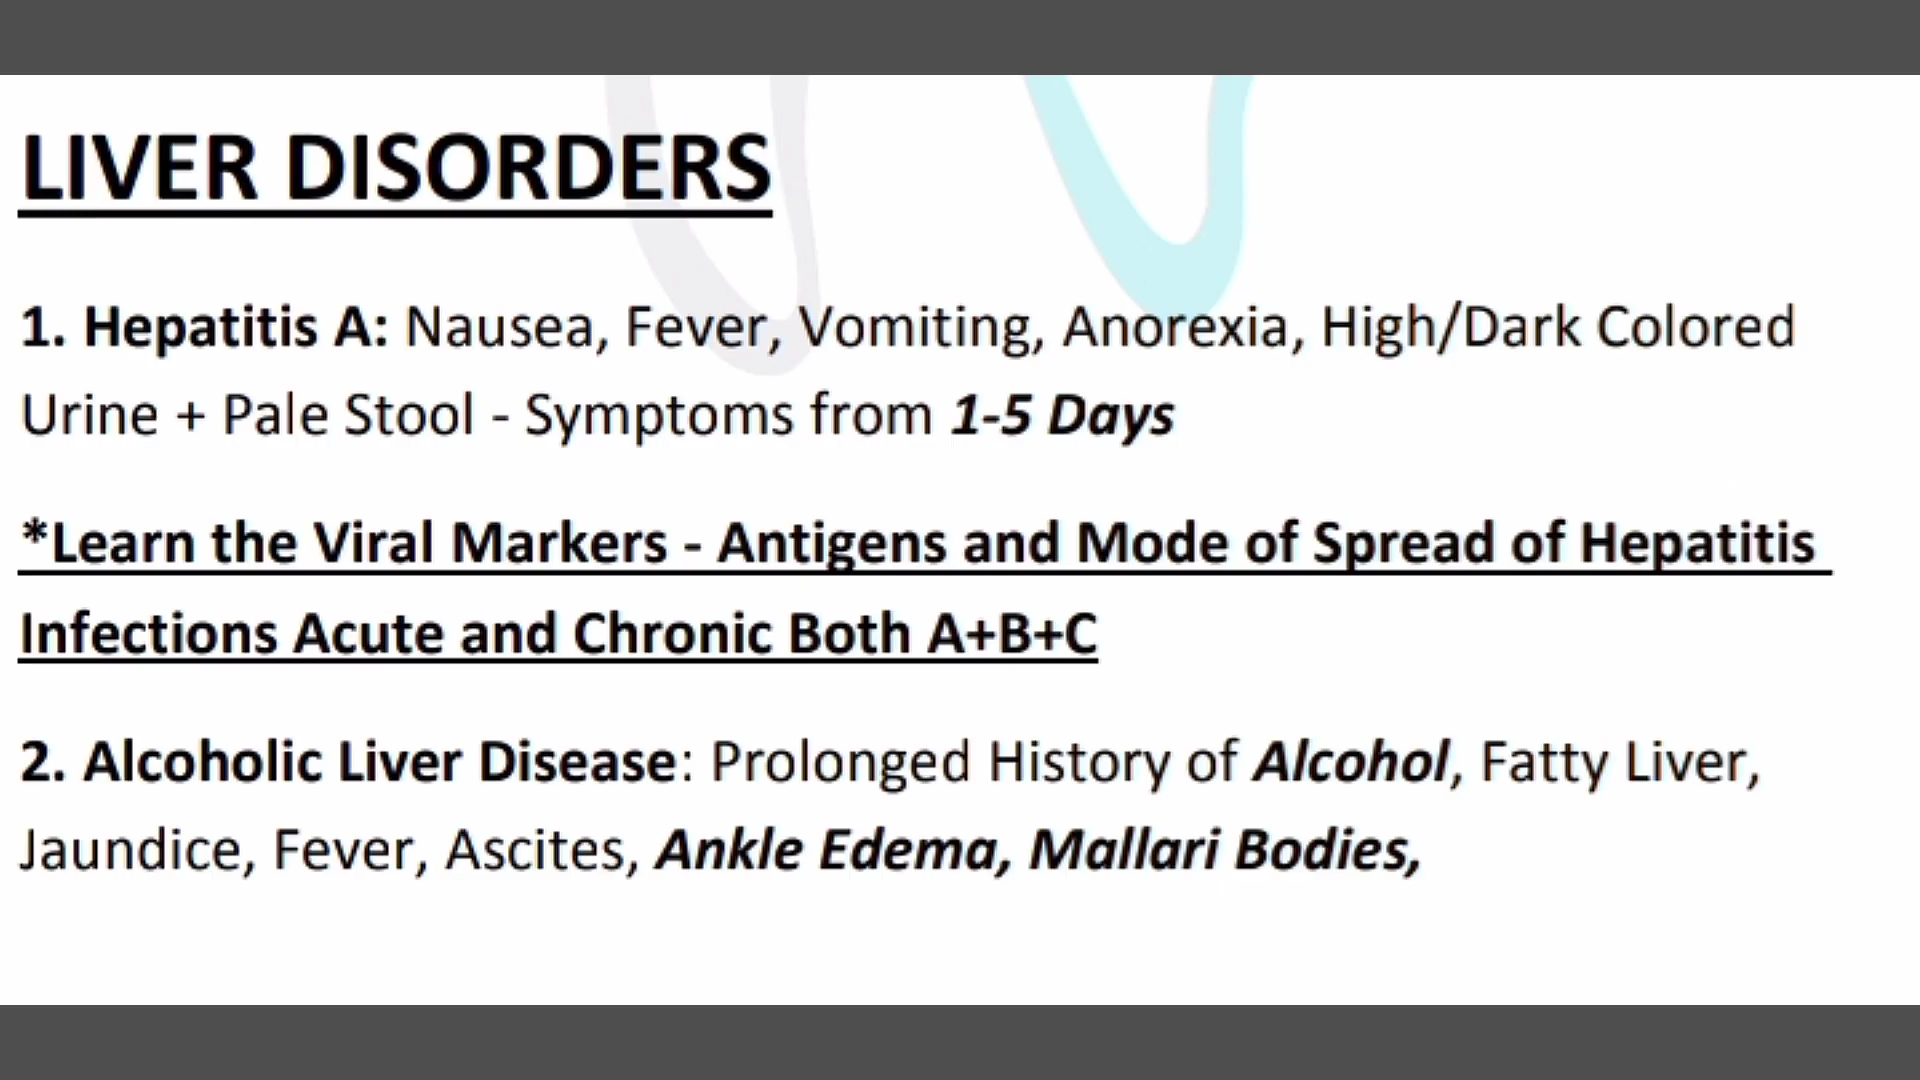 LIVER DISORDERS
1. Hepatitis A: Nausea, Fever, Vomiting, Anorexia, High/Dark Colored
Urine + Pale Stool - Symptoms from 1-5 Days
*Learn the Viral Markers - Antigens and Mode of Spread of Hepatitis
Infections Acute and Chronic Both A+B+C
2. Alcoholic Liver Disease: Prolonged History of Alcohol, Fatty Liver,
Jaundice, Fever, Ascites, Ankle Edema, Mallari Bodies,